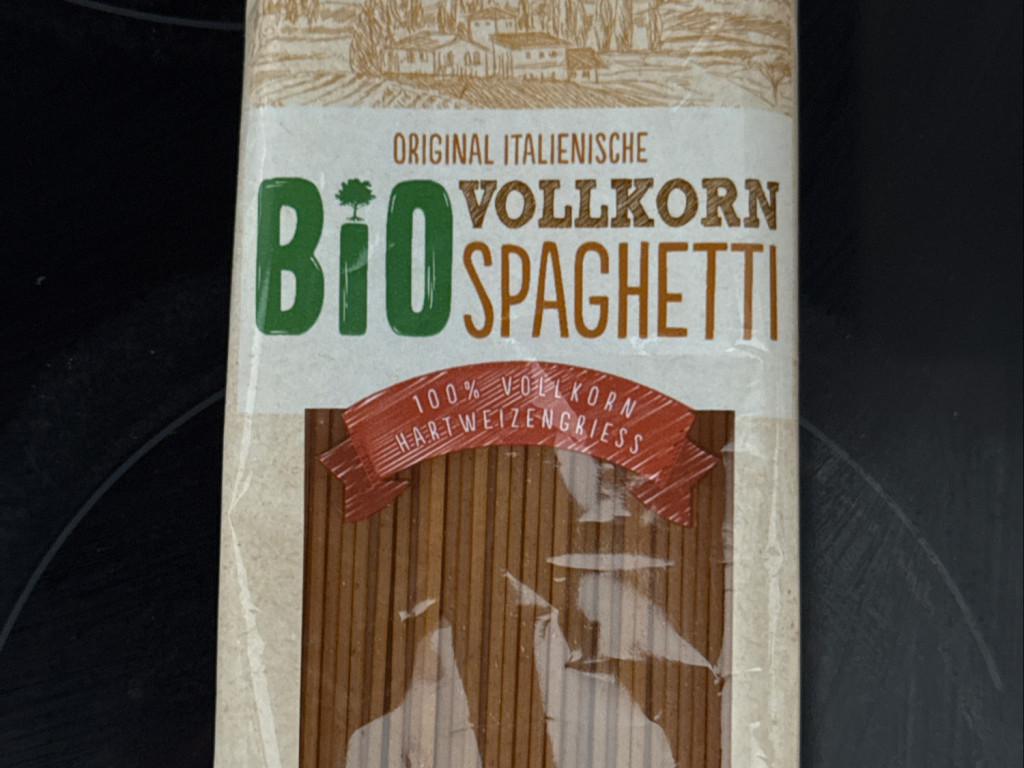 ORIGINAL ITALIENISCHE
BIO VOLLKORN
SPAGHETTI
100% VOLLKORN
HARTWEIZENGRIESS